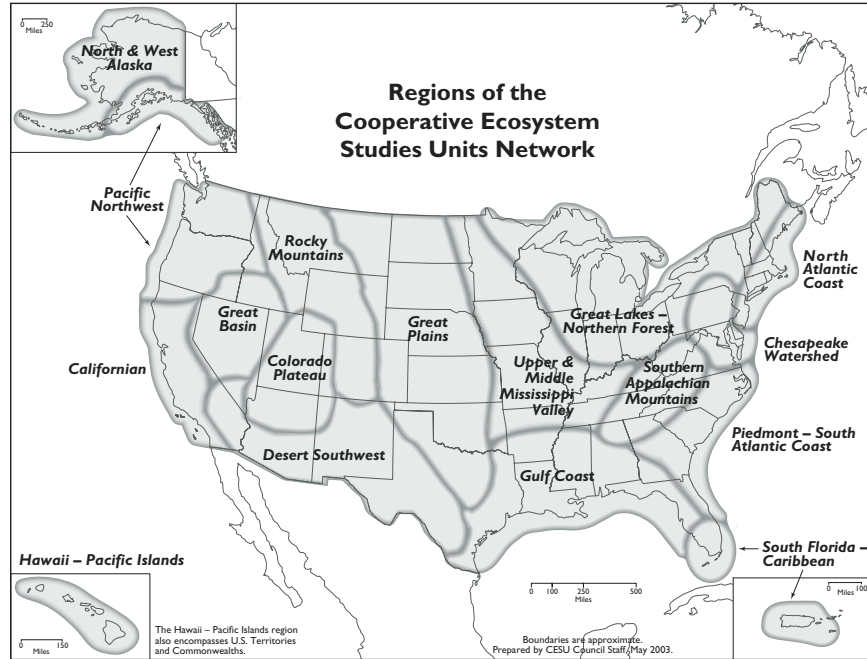 0 250
Miles
North & West
Alaska
Regions of the
Cooperative Ecosystem
Studies Units Network
Pacific
Northwest
Rocky
Mountains
North
Atlantic
Coast
Great
Basin
Great
Plains
Great Lakes –
Northern Forest
Chesapeake
Watershed
Californian
Colorado
Plateau
Upper &
Middle
Mississippi
Valley
Southern
Appalachian
Mountains
Piedmont – South
Atlantic Coast
Desert Southwest
Gulf Coast
Hawaii – Pacific Islands
South Florida –
Caribbean
0 150
Miles
The Hawaii – Pacific Islands region
also encompasses U.S. Territories
and Commonwealths.
0 100 300 500
Miles
Boundaries are approximate.
Prepared by CESU Council Staff, May 2003.
0 100
Miles